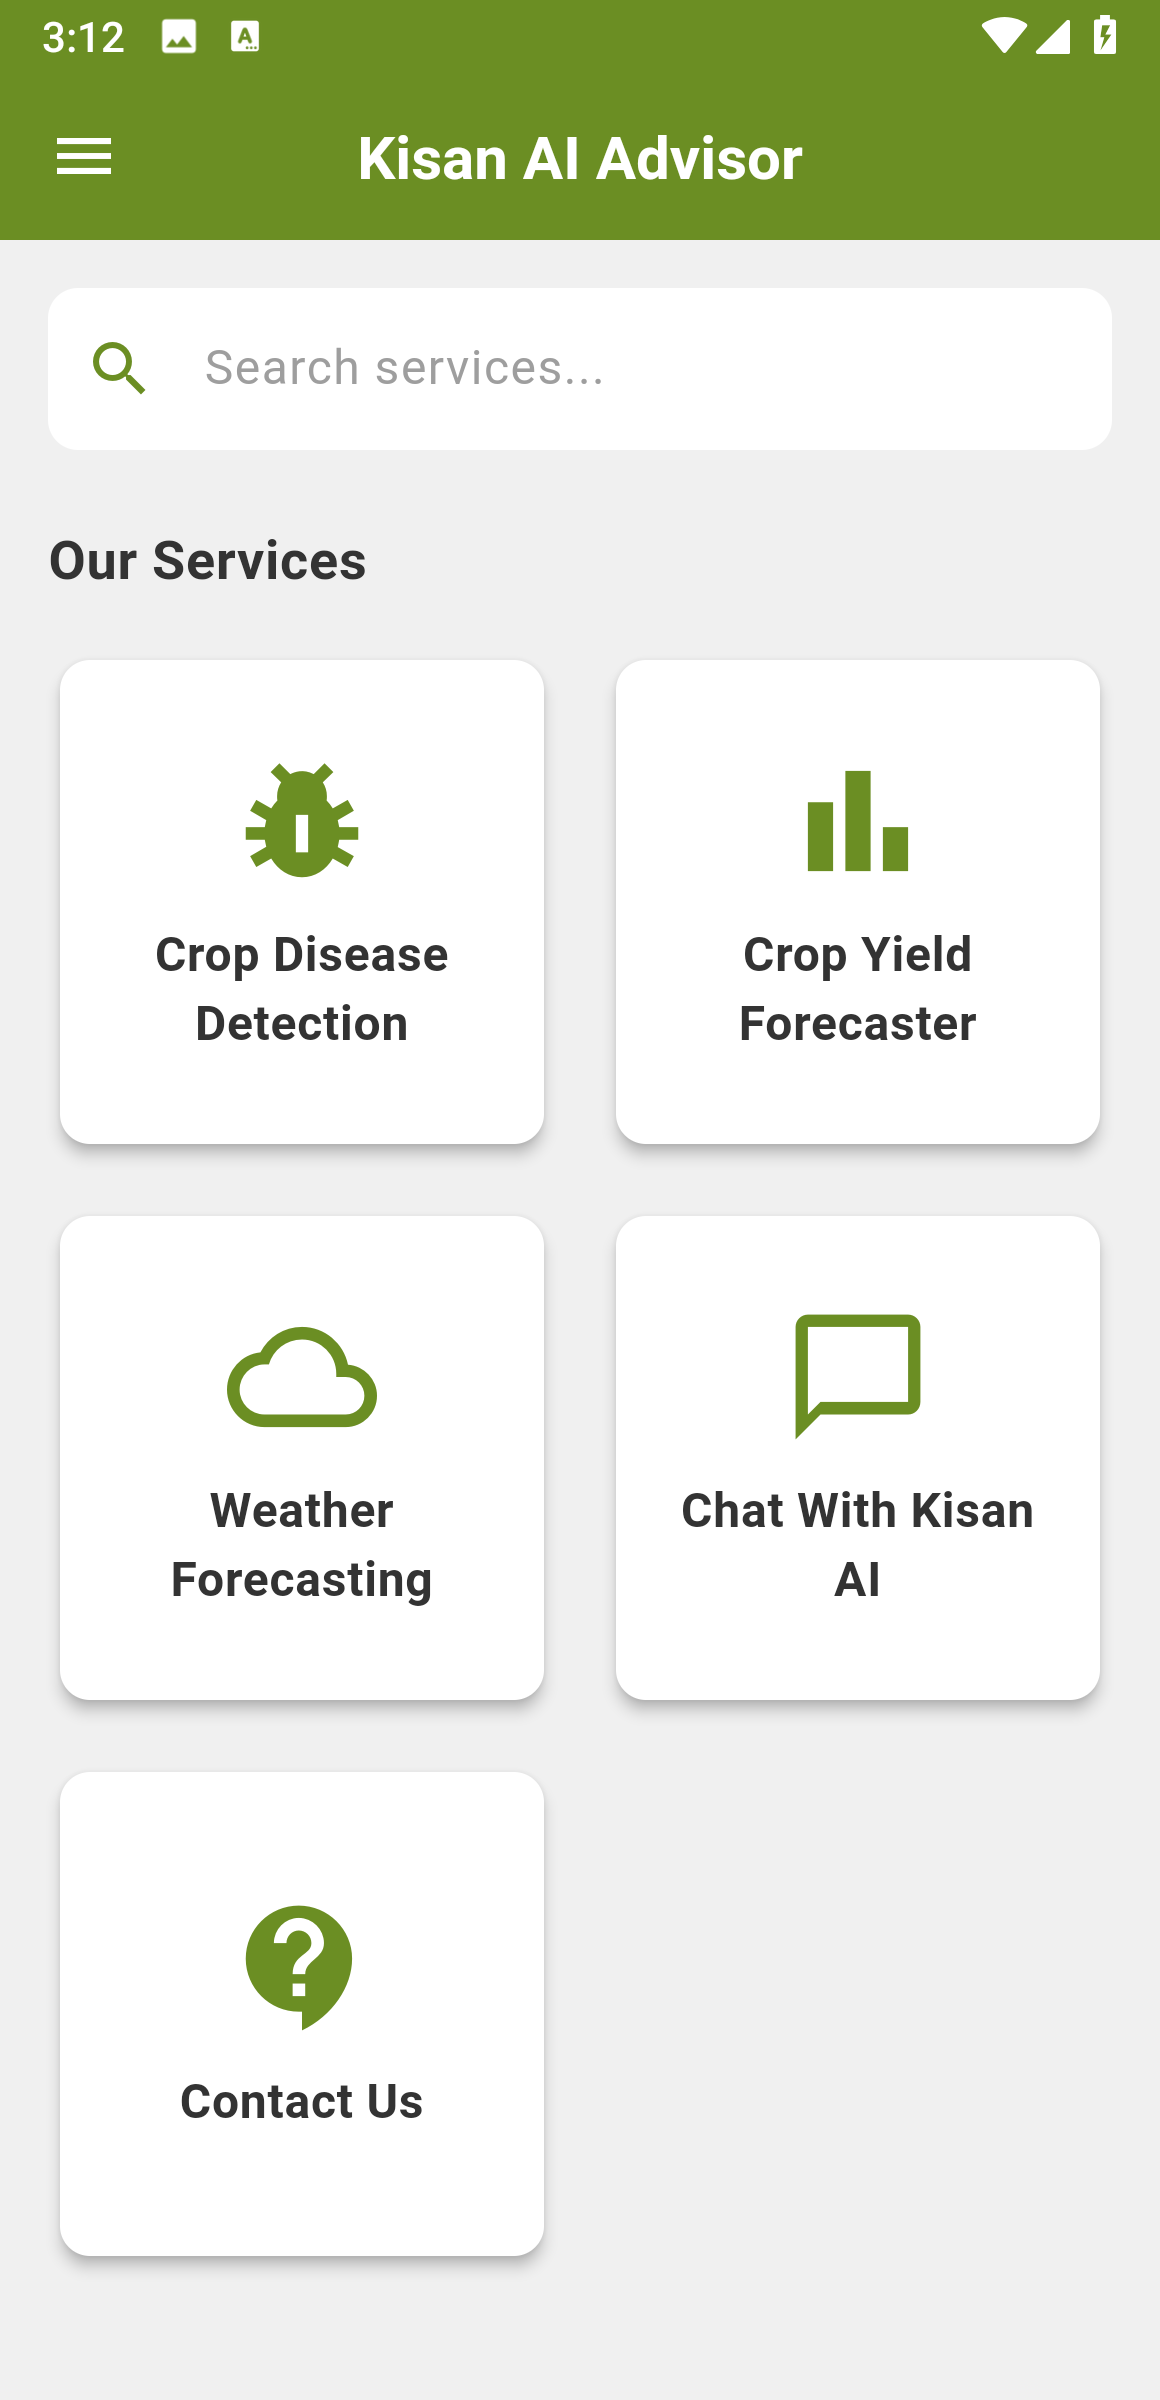 3:12
Kisan AI Advisor
Search services...
Our Services
Crop Disease
Detection
Crop Yield
Forecaster
Weather
Forecasting
Chat With Kisan
AI
Contact Us